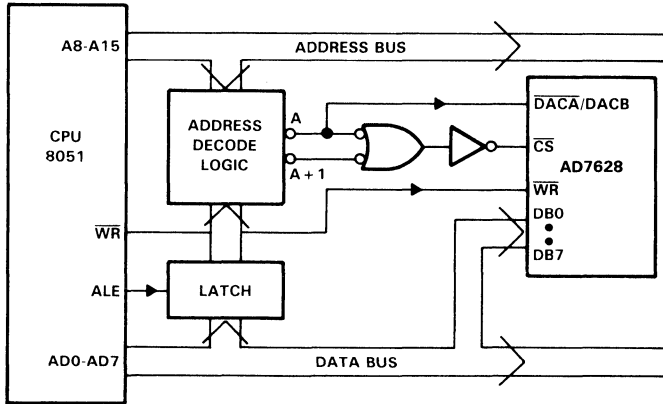 A8-A15
ADDRESS BUS
CPU
8051
ADDRESS
DECODE
LOGIC
A
A + 1
DACA/DACB
CS
AD7628
WR
DB0
DB7
WR
ALE
LATCH
AD0-AD7
DATA BUS